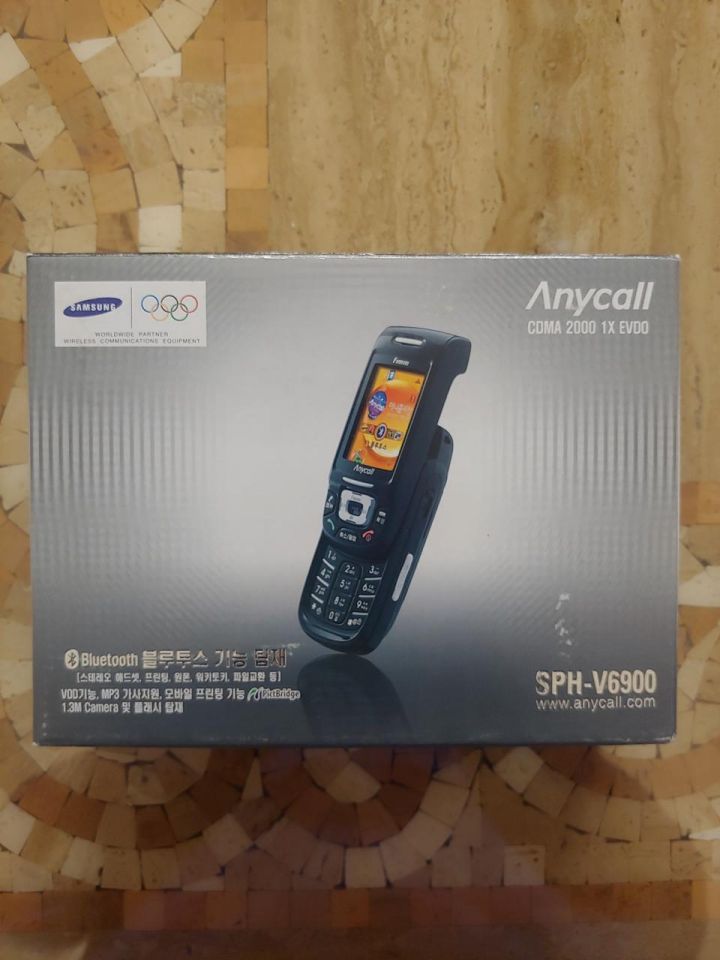 SAMSUNG
WORLDWIDE PARTNER
WIRELESS COMMUNICATIONS EQUIPMENT
Anycall
CDMA 2000 1X EVDO
Anycall
Anycall
Bluetooth 블루투스 기능 탑재
[스테레오 헤드셋, 프린팅, 원폰, 워키토키, 파일교환 등]
VOD기능, MP3 가사지원, 모바일 프린팅 기능 PictBridge
1.3M Camera 및 플래시 탑재
SPH-V6900
www.anycall.com